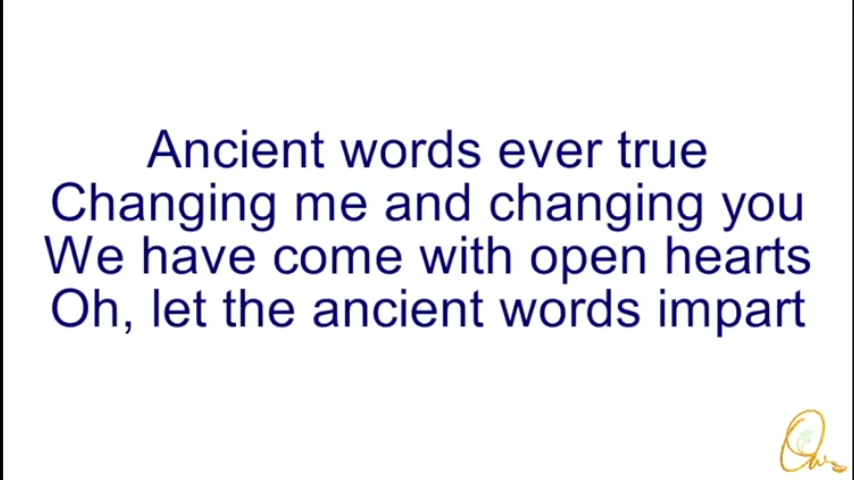 Ancient words ever true
Changing me and changing you
We have come with open hearts
Oh, let the ancient words impart